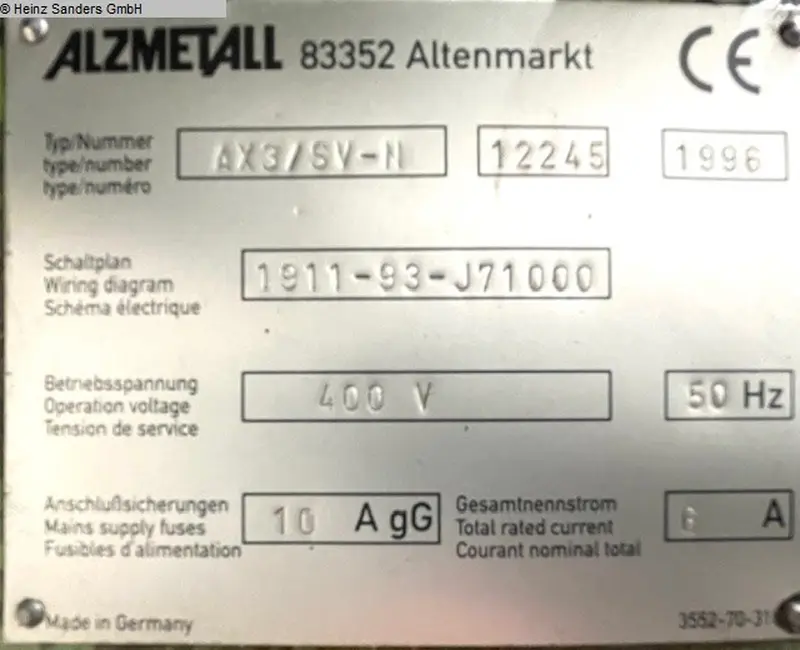 ® Heinz Sanders GmbH
ALZMETALL 83352 Altenmarkt CE
Typ/Nummer
type/number
type/numéro
AX3/SV-N 12245 1996
Schaltplan
Wiring diagram
Schéma électrique
1911-93-J71000
Betriebsspannung
Operation voltage
Tension de service
400 V 50 Hz
Anschlußsicherungen
Mains supply fuses
Fusibles d'alimentation
10 A gG
Gesamtnennstrom
Total rated current
Courant nominal total
6 A
Made in Germany